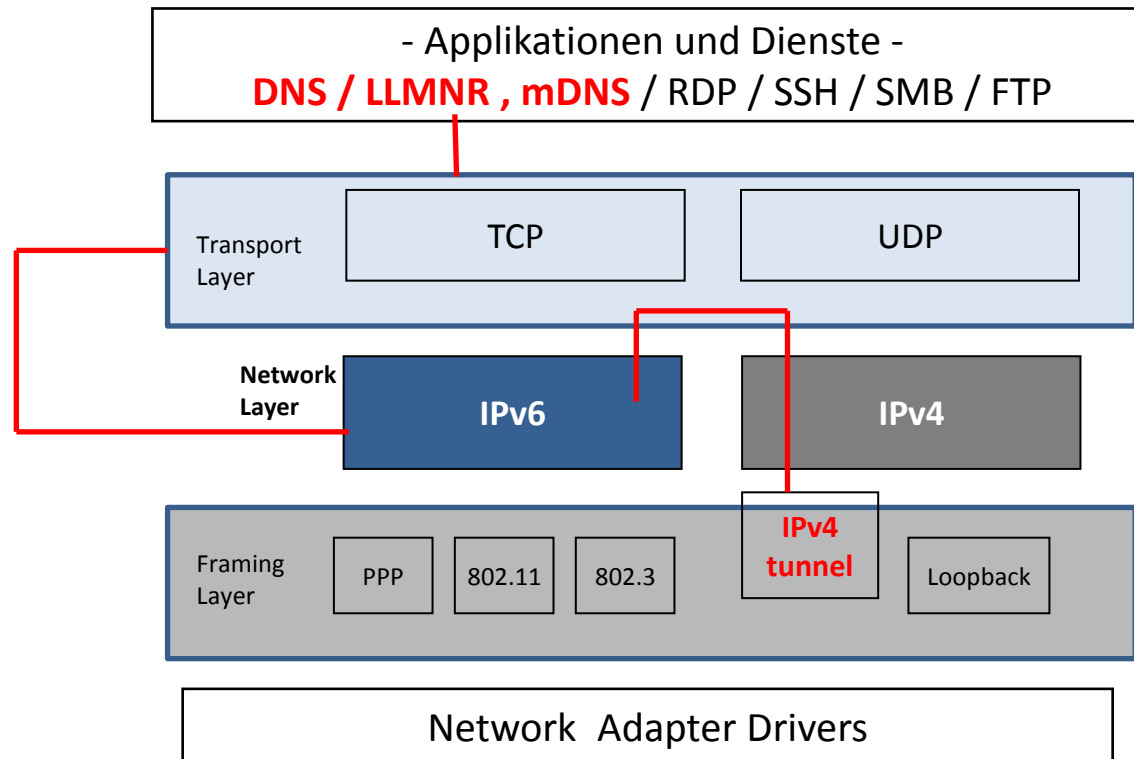 - Applikationen und Dienste -
DNS / LLMNR , mDNS / RDP / SSH / SMB / FTP
Transport
Layer
TCP
UDP
Network
Layer
IPv6
IPv4
Framing
Layer
PPP
802.11
802.3
IPv4
tunnel
Loopback
Network Adapter Drivers